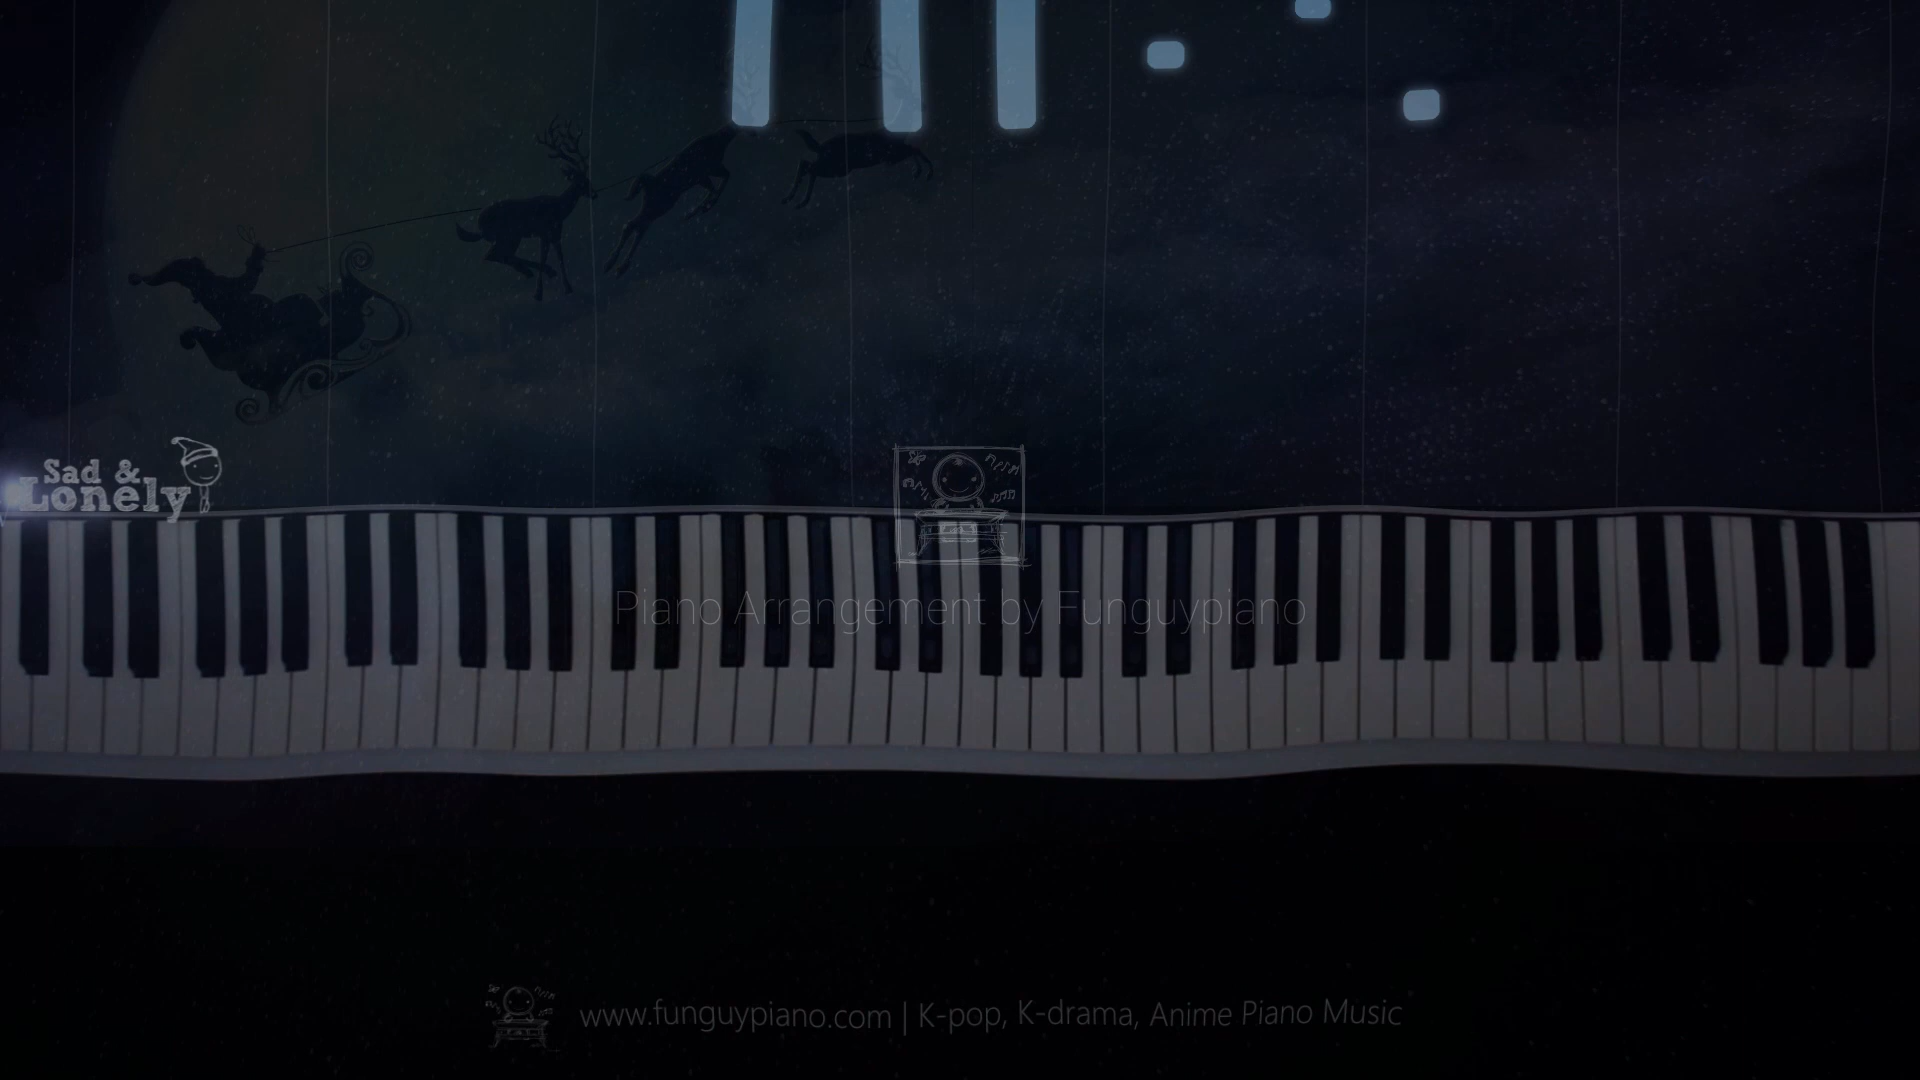 Sad &
Lonely
Piano Arrangement by Funguypiano
www.funguypiano.com | K-pop, K-drama, Anime Piano Music